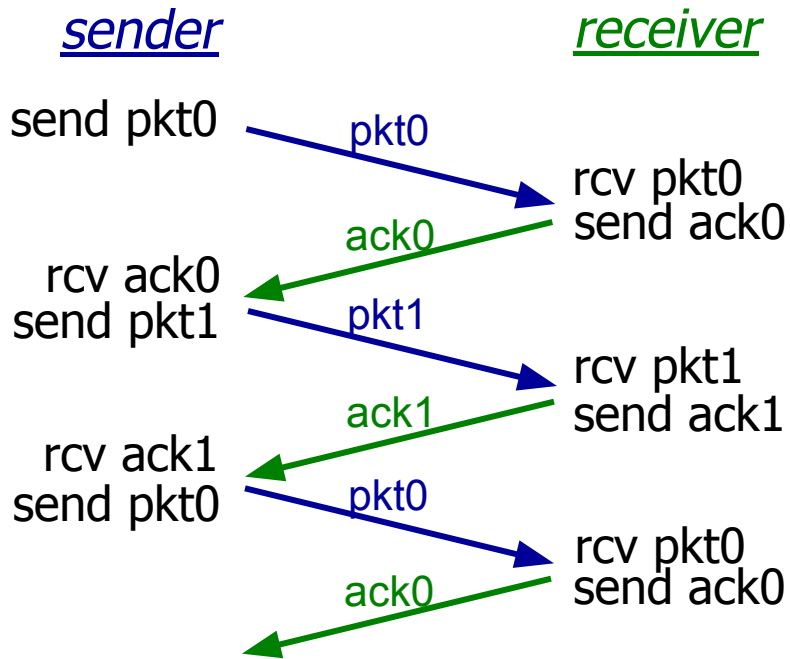 sender
receiver
send pkt0
pkt0
rcv pkt0
send ack0
ack0
rcv ack0
send pkt1
pkt1
rcv pkt1
send ack1
ack1
rcv ack1
send pkt0
pkt0
rcv pkt0
send ack0
ack0